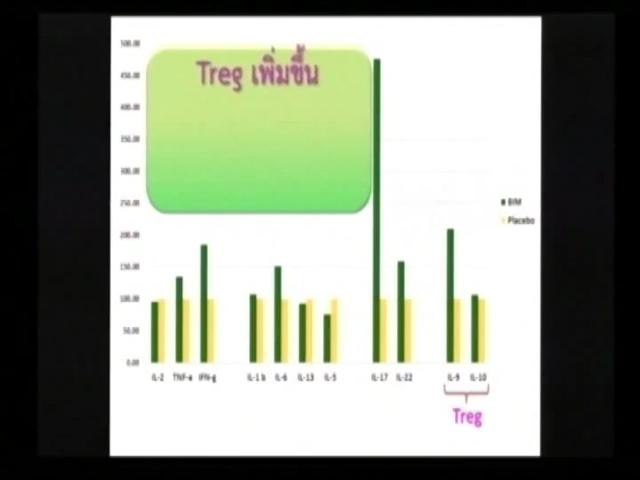 Treg เพิ่มขึ้น
500.00
450.00
400.00
350.00
300.00
250.00
200.00
150.00
100.00
50.00
0.00
BIM
Placebo
IL-2 TNF-a IFN-g IL-1 b IL-6 IL-13 IL-5 IL-17 IL-22 IL-9 IL-10
Treg